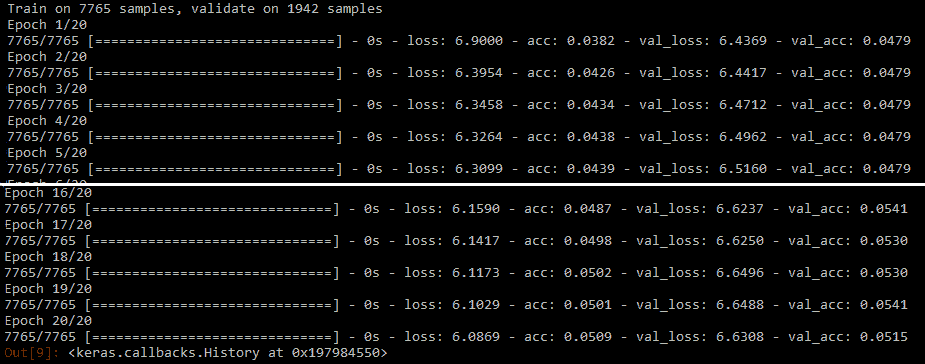 Train on 7765 samples, validate on 1942 samples
Epoch 1/20
7765/7765 [==============================] - 0s - loss: 6.9000 - acc: 0.0382 - val_loss: 6.4369 - val_acc: 0.0479
Epoch 2/20
7765/7765 [==============================] - 0s - loss: 6.3954 - acc: 0.0426 - val_loss: 6.4417 - val_acc: 0.0479
Epoch 3/20
7765/7765 [==============================] - 0s - loss: 6.3458 - acc: 0.0434 - val_loss: 6.4712 - val_acc: 0.0479
Epoch 4/20
7765/7765 [==============================] - 0s - loss: 6.3264 - acc: 0.0438 - val_loss: 6.4962 - val_acc: 0.0479
Epoch 5/20
7765/7765 [==============================] - 0s - loss: 6.3099 - acc: 0.0439 - val_loss: 6.5160 - val_acc: 0.0479
Epoch 6/20
Epoch 16/20
7765/7765 [==============================] - 0s - loss: 6.1590 - acc: 0.0487 - val_loss: 6.6237 - val_acc: 0.0541
Epoch 17/20
7765/7765 [==============================] - 0s - loss: 6.1417 - acc: 0.0498 - val_loss: 6.6250 - val_acc: 0.0530
Epoch 18/20
7765/7765 [==============================] - 0s - loss: 6.1173 - acc: 0.0502 - val_loss: 6.6496 - val_acc: 0.0530
Epoch 19/20
7765/7765 [==============================] - 0s - loss: 6.1029 - acc: 0.0501 - val_loss: 6.6488 - val_acc: 0.0541
Epoch 20/20
7765/7765 [==============================] - 0s - loss: 6.0869 - acc: 0.0509 - val_loss: 6.6308 - val_acc: 0.0515
Out[9]: <keras.callbacks.History at 0x197984550>